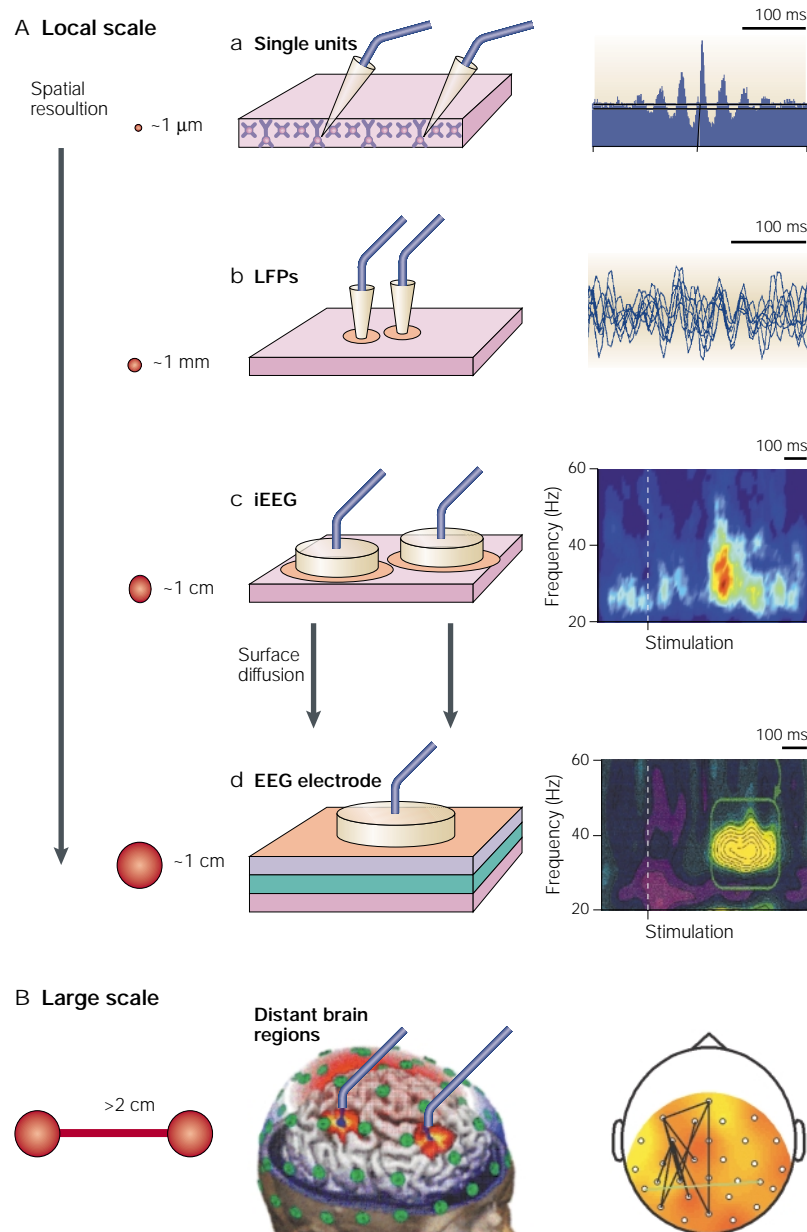 A Local scale
a Single units
100 ms
Spatial
resoultion
~1 μm
100 ms
b LFPs
~1 mm
100 ms
c iEEG
60
40
20
Frequency (Hz)
~1 cm
Stimulation
Surface
diffusion
100 ms
d EEG electrode
60
40
20
Frequency (Hz)
~1 cm
Stimulation
B Large scale
Distant brain
regions
>2 cm